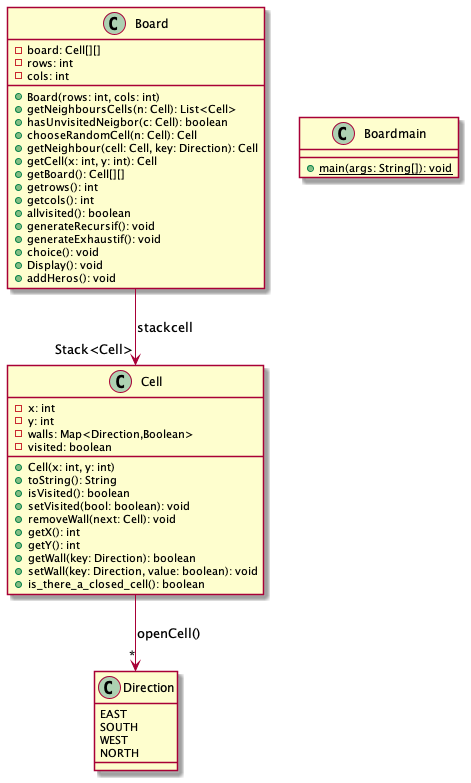 C Board
board: Cell[][]
rows: int
cols: int
Board(rows: int, cols: int)
getNeighboursCells(n: Cell): List<Cell>
hasUnvisitedNeigbor(c: Cell): boolean
chooseRandomCell(n: Cell): Cell
getNeighbour(cell: Cell, key: Direction): Cell
getCell(x: int, y: int): Cell
getBoard(): Cell[][]
getrows(): int
getcols(): int
allvisited(): boolean
generateRecursif(): void
generateExhaustif(): void
choice(): void
Display(): void
addHeros(): void
C Boardmain
main(args: String[]): void
stackcell
Stack<Cell>
C Cell
x: int
y: int
walls: Map<Direction,Boolean>
visited: boolean
Cell(x: int, y: int)
toString(): String
isVisited(): boolean
setVisited(bool: boolean): void
removeWall(next: Cell): void
getX(): int
getY(): int
getWall(key: Direction): boolean
setWall(key: Direction, value: boolean): void
is_there_a_closed_cell(): boolean
openCell()
*
C Direction
EAST
SOUTH
WEST
NORTH